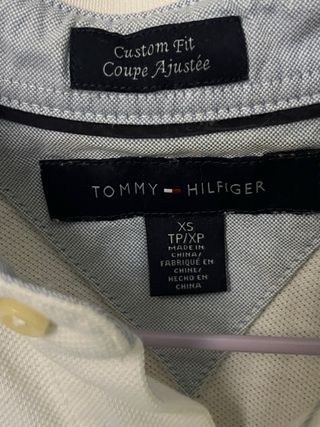 Custom Fit
Coupe Ajustée
TOMMY HILFIGER
XS
TP/XP
MADE IN
CHINA/
FABRIQUÉ EN
CHINE/
HECHO EN
CHINA